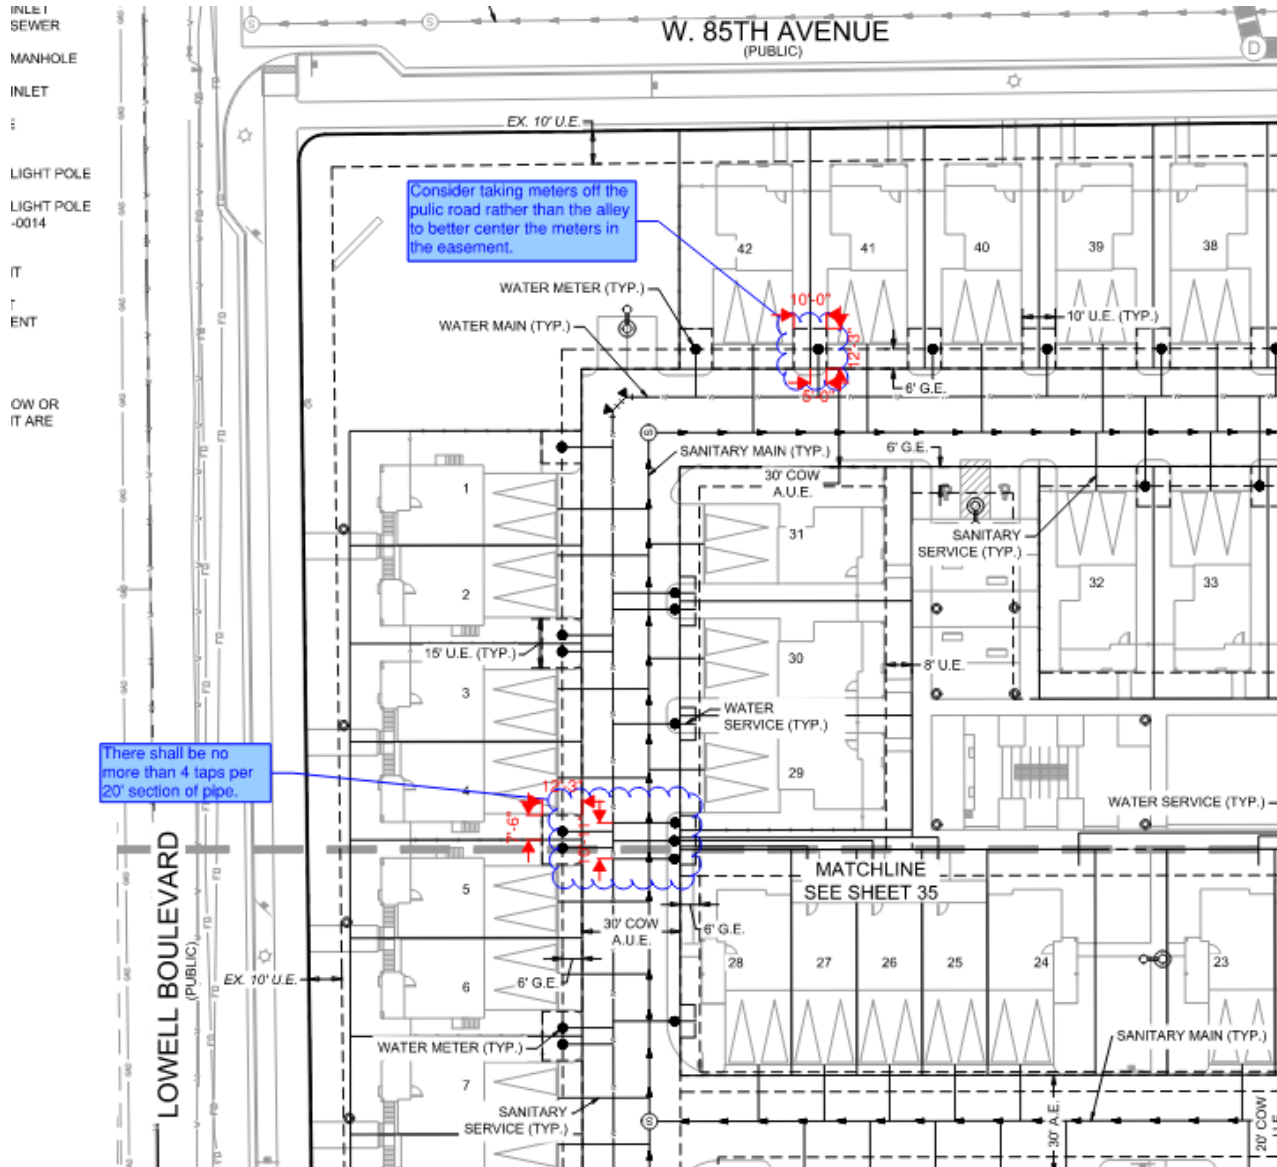 INLET
SEWER
MANHOLE
INLET
LIGHT POLE
LIGHT POLE
-0014
ENT
OW OR
IT ARE
W. 85TH AVENUE
(PUBLIC)
S
S
D
EX. 10' U.E.
Consider taking meters off the
pulic road rather than the alley
to better center the meters in
the easement.
42
41
40
39
38
WATER METER (TYP.)
10'-0"
10' U.E. (TYP.)
WATER MAIN (TYP.)
12'-3"
6' G.E.
5'-0"
S
SANITARY MAIN (TYP.)
6' G.E.
30' COW
A.U.E.
1
31
SANITARY
SERVICE (TYP.)
32
33
2
15' U.E. (TYP.)
30
8' U.E.
3
WATER
SERVICE (TYP.)
There shall be no
more than 4 taps per
20' section of pipe.
29
4
12'-3"
7'-6"
WATER SERVICE (TYP.)
MATCHLINE
SEE SHEET 35
5
30' COW
A.U.E.
6' G.E.
LOWELL BOULEVARD
(PUBLIC)
EX. 10' U.E.
6' G.E.
6
28
27
26
25
24
23
WATER METER (TYP.)
SANITARY MAIN (TYP.)
7
SANITARY
SERVICE (TYP.)
S
30' A.E.
20' COW